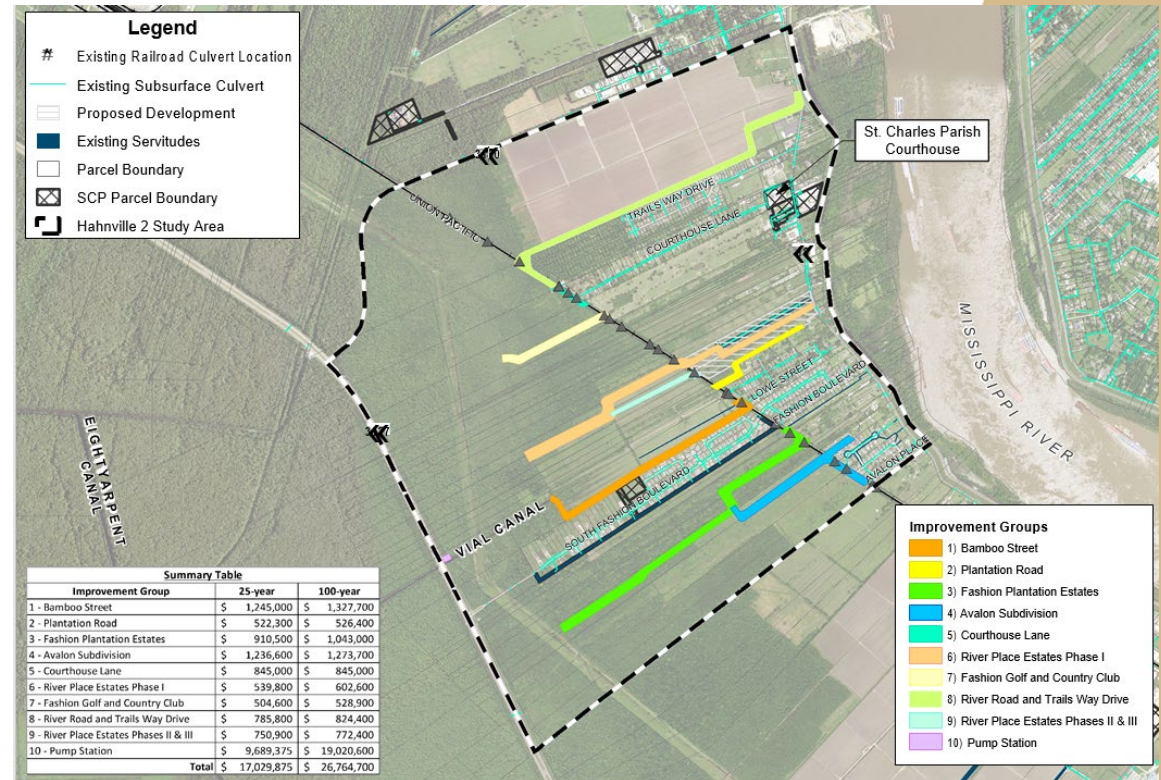 Legend
Existing Railroad Culvert Location
Existing Subsurface Culvert
Proposed Development
Existing Servitudes
Parcel Boundary
SCP Parcel Boundary
Hahnville 2 Study Area
St. Charles Parish
Courthouse
UNION PACIFIC
TRAILS WAY DRIVE
COURTHOUSE LANE
LOWE STREET
FASHION BOULEVARD
AVALON PLACE
SOUTH FASHION BOULEVARD
VIAL CANAL
EIGHTYARPENT
CANAL
MISSISSIPPI RIVER
Summary Table
Improvement Group 25-year 100-year
1 - Bamboo Street $ 1,245,000 $ 1,327,700
2 - Plantation Road $ 522,300 $ 526,400
3 - Fashion Plantation Estates $ 910,500 $ 1,043,000
4 - Avalon Subdivision $ 1,236,600 $ 1,273,700
5 - Courthouse Lane $ 845,000 $ 845,000
6 - River Place Estates Phase I $ 539,800 $ 602,600
7 - Fashion Golf and Country Club $ 504,600 $ 528,900
8 - River Road and Trails Way Drive $ 785,800 $ 824,400
9 - River Place Estates Phases II & III $ 750,900 $ 772,400
10 - Pump Station $ 9,689,375 $ 19,020,600
Total $ 17,029,875 $ 26,764,700
Improvement Groups
1) Bamboo Street
2) Plantation Road
3) Fashion Plantation Estates
4) Avalon Subdivision
5) Courthouse Lane
6) River Place Estates Phase I
7) Fashion Golf and Country Club
8) River Road and Trails Way Drive
9) River Place Estates Phases II & III
10) Pump Station